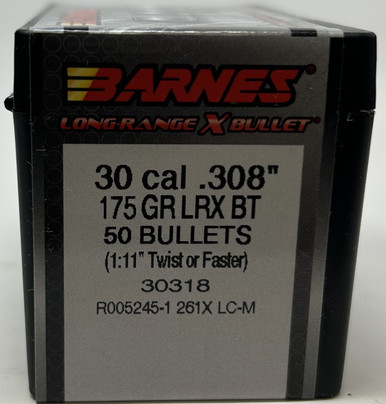 BARNES®
LONG-RANGE X BULLET®
30 cal .308"
175 GR LRX BT
50 BULLETS
(1:11" Twist or Faster)
30318
R005245-1 261X LC-M